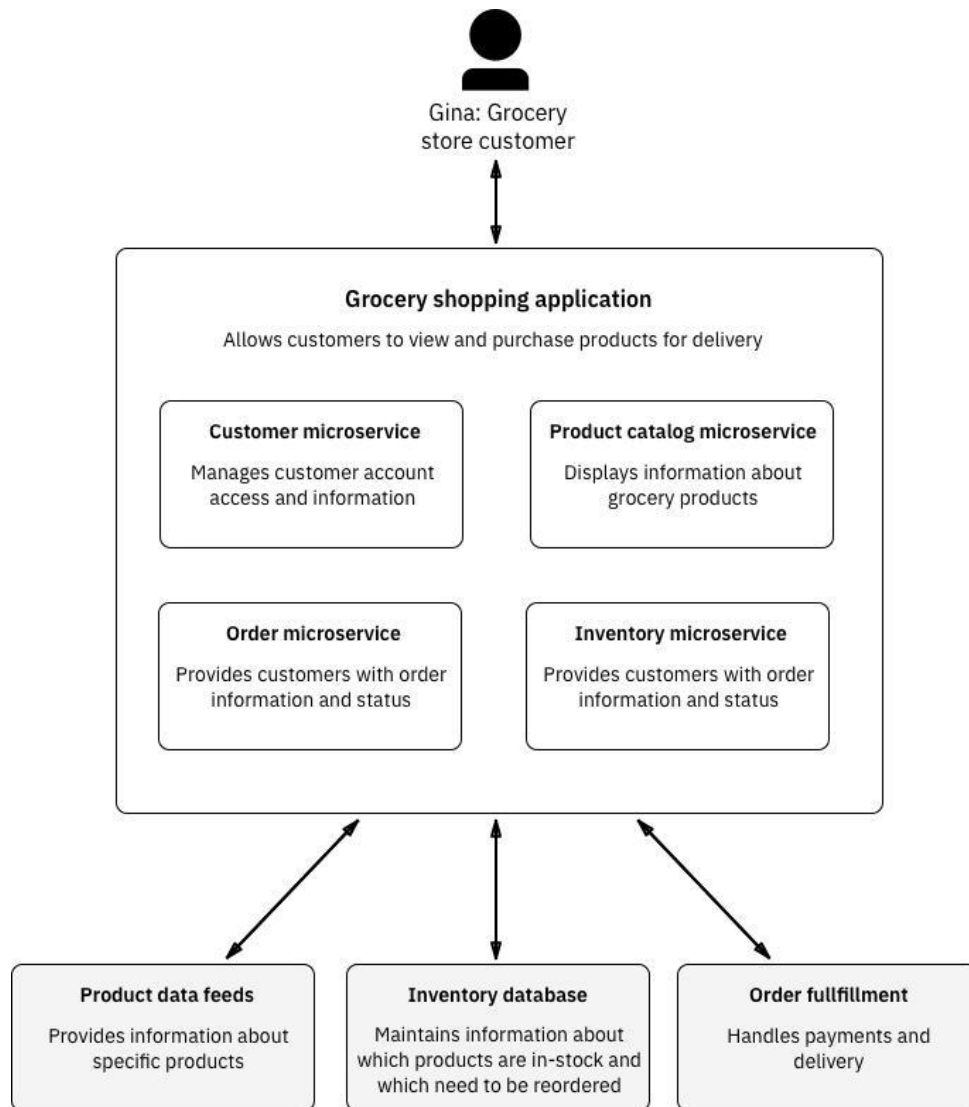 Gina: Grocery
store customer
Grocery shopping application
Allows customers to view and purchase products for delivery
Customer microservice
Manages customer account
access and information
Product catalog microservice
Displays information about
grocery products
Order microservice
Provides customers with order
information and status
Inventory microservice
Provides customers with order
information and status
Product data feeds
Provides information about
specific products
Inventory database
Maintains information about
which products are in-stock and
which need to be reordered
Order fullfillment
Handles payments and
delivery